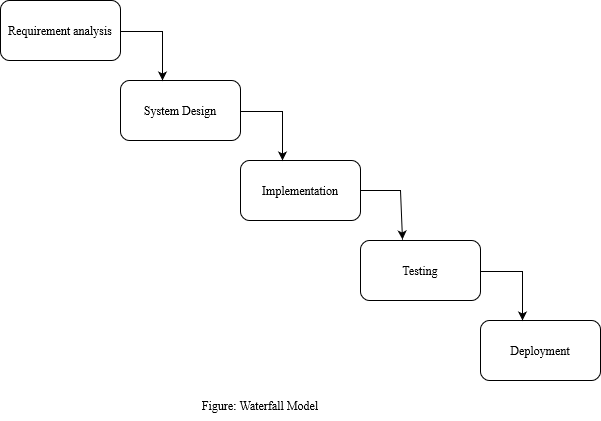 Requirement analysis
System Design
Implementation
Testing
Deployment
Figure: Waterfall Model